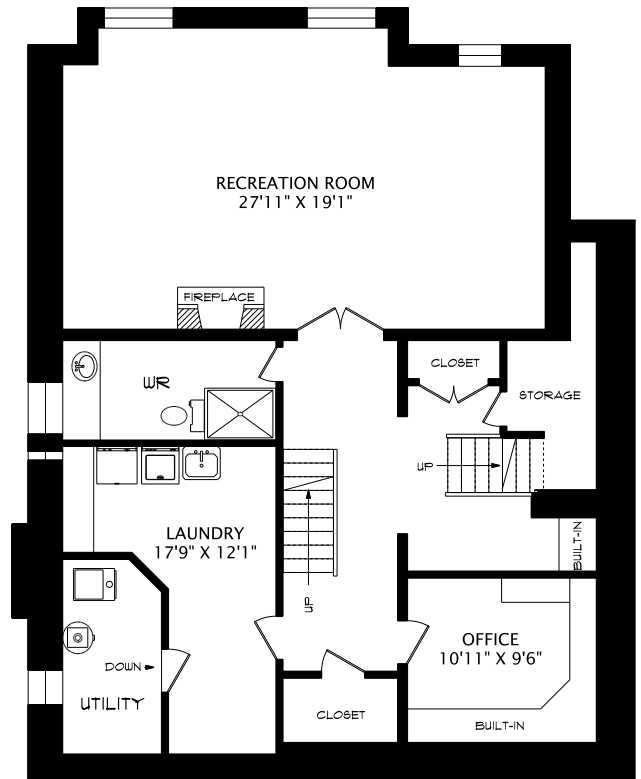 RECREATION ROOM
27'11" X 19'1"
FIREPLACE
CLOSET
WR
STORAGE
UP
LAUNDRY
17'9" X 12'1"
BUILT-IN
UP
OFFICE
10'11" X 9'6"
DOWN
UTILITY
CLOSET
BUILT-IN